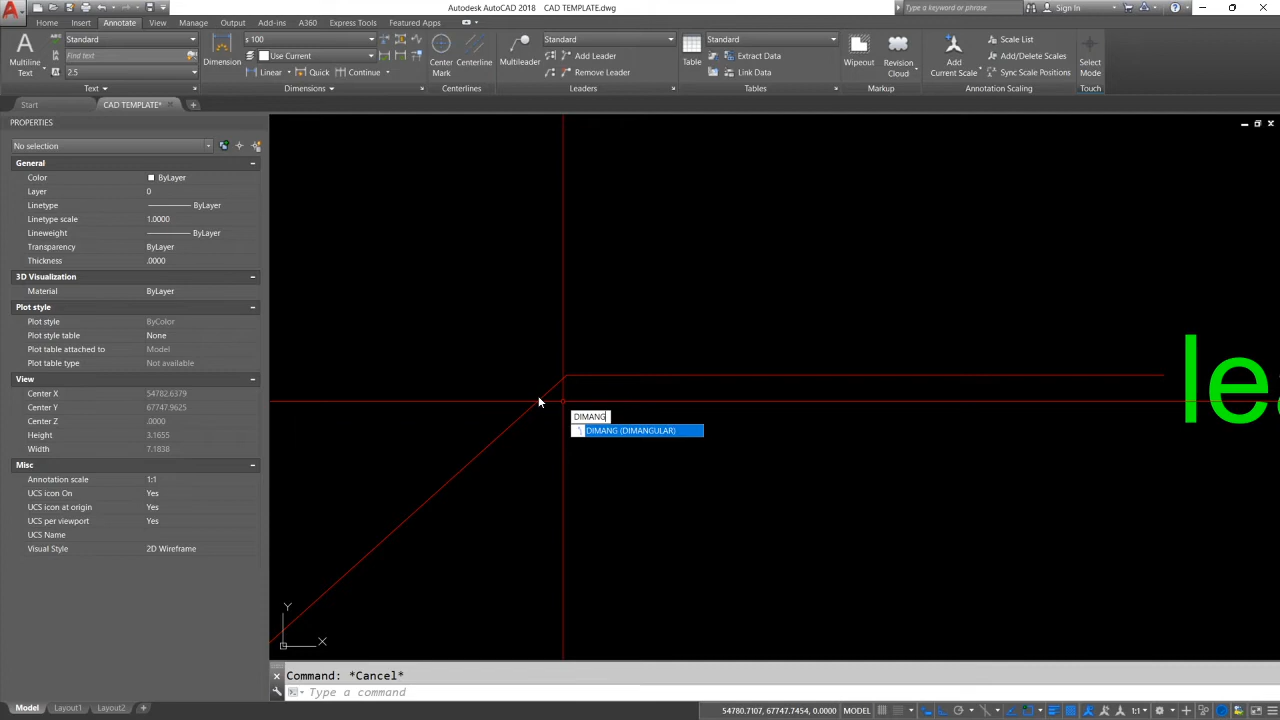 Autodesk AutoCAD 2018 CAD TEMPLATE.dwg
Type a keyword or phrase
Sign In
Home Insert Annotate View Manage Output Add-ins A360 Express Tools Featured Apps
Standard
s 100
Standard
Standard
Scale List
Find text
Use Current
Add Leader
Extract Data
Add/Delete Scales
Multiline Text
Dimension
Center Mark
Centerline
Multileader
Table
Wipeout
Revision Cloud
Add Current Scale
Select Mode
2.5
Linear
Quick
Continue
Remove Leader
Link Data
Sync Scale Positions
Text
Dimensions
Centerlines
Leaders
Tables
Markup
Annotation Scaling
Touch
Start
CAD TEMPLATE*
PROPERTIES
No selection
General
Color ByLayer
Layer 0
Linetype ByLayer
Linetype scale 1.0000
Lineweight ByLayer
Transparency ByLayer
Thickness .0000
3D Visualization
Material ByLayer
Plot style
Plot style ByColor
Plot style table None
Plot table attached to Model
Plot table type Not available
View
Center X 54782.6379
Center Y 67747.9625
Center Z .0000
Height 3.1655
Width 7.1838
Misc
Annotation scale 1:1
UCS icon On Yes
UCS icon at origin Yes
UCS per viewport Yes
UCS Name
Visual Style 2D Wireframe
DIMANG
DIMANG (DIMANGULAR)
Y
X
Command: *Cancel*
Type a command
Model Layout1 Layout2
54780.7107, 67747.7454, 0.0000 MODEL
1:1